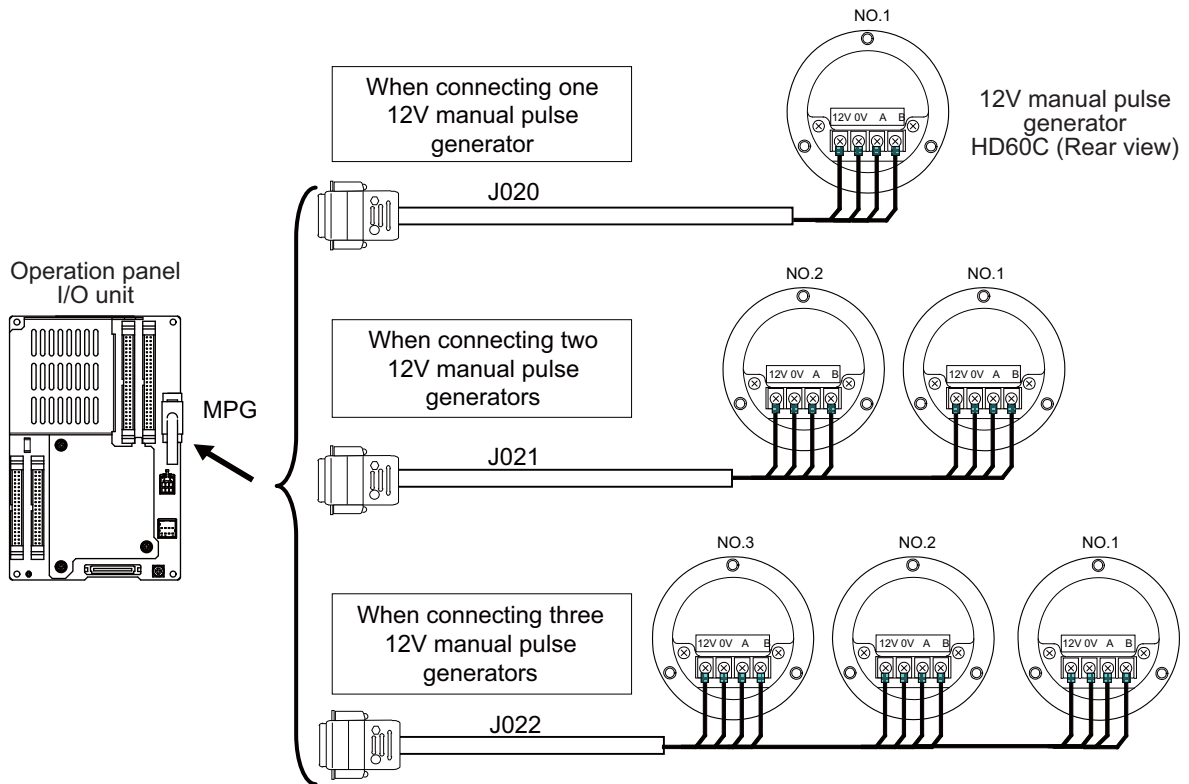 NO.1
When connecting one
12V manual pulse
generator
12V 0V A B
12V manual pulse
generator
HD60C (Rear view)
J020
Operation panel
I/O unit
MPG
NO.2
NO.1
When connecting two
12V manual pulse
generators
12V 0V A B
12V 0V A B
J021
NO.3
NO.2
NO.1
When connecting three
12V manual pulse
generators
12V 0V A B
12V 0V A B
12V 0V A B
J022